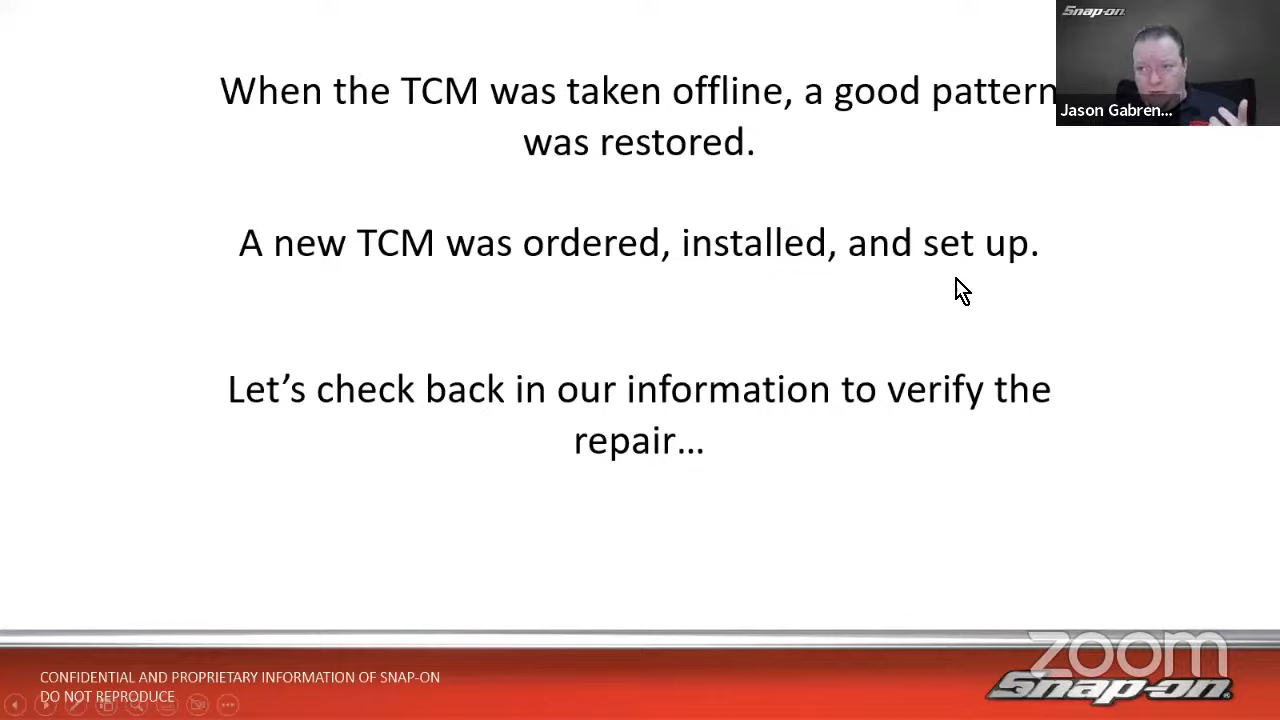 Snap-on
When the TCM was taken offline, a good pattern
Jason Gabren...
was restored.
A new TCM was ordered, installed, and set up.
Let’s check back in our information to verify the
repair…
zoom
CONFIDENTIAL AND PROPRIETARY INFORMATION OF SNAP-ON
DO NOT REPRODUCE
Snap-on